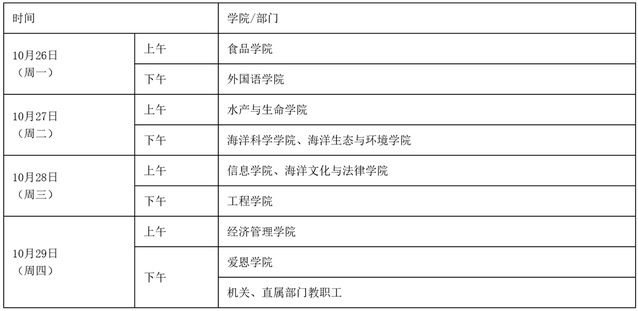 时间 学院/部门
10月26日
（周一）
上午 食品学院
下午 外国语学院
10月27日
（周二）
上午 水产与生命学院
下午 海洋科学学院、海洋生态与环境学院
10月28日
（周三）
上午 信息学院、海洋文化与法律学院
下午 工程学院
10月29日
（周四）
上午 经济管理学院
下午 爱恩学院
机关、直属部门教职工